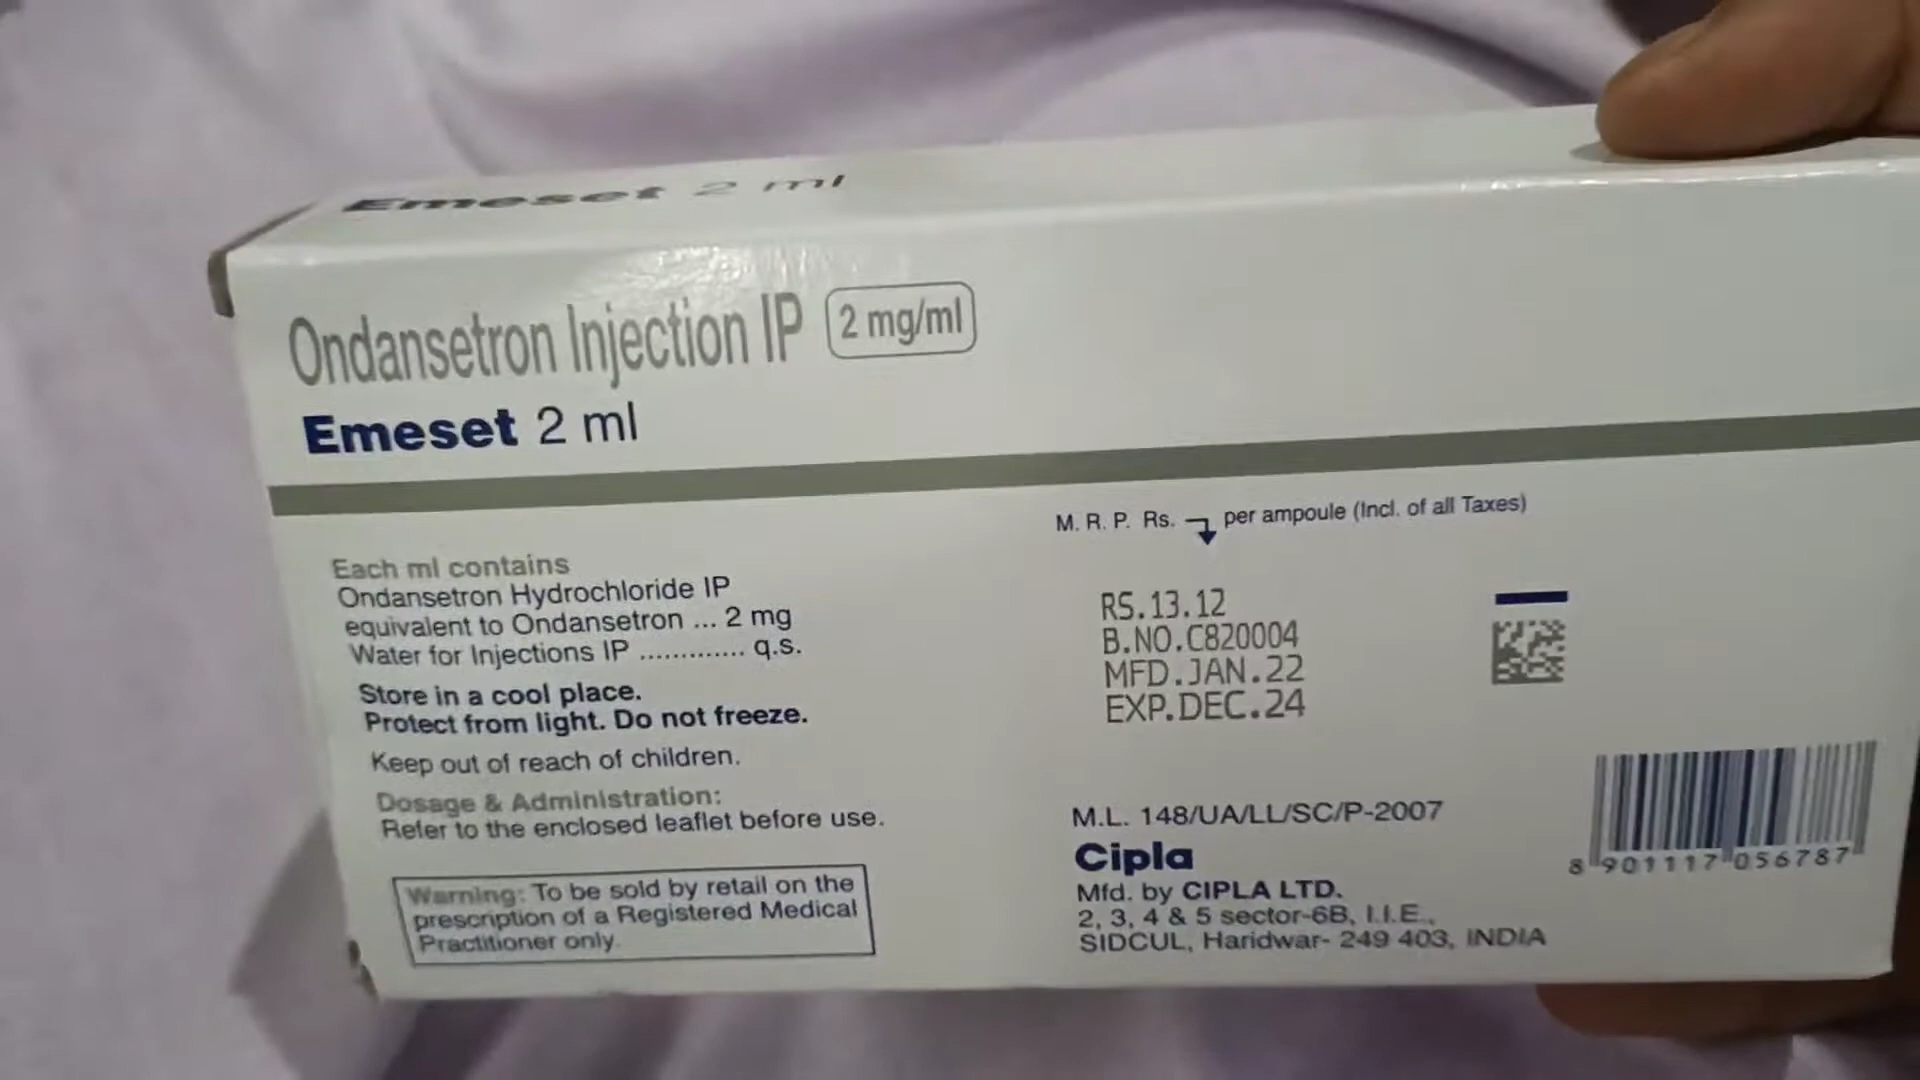 Emeset 2 ml
Ondansetron Injection IP 2 mg/ml
Emeset 2 ml
Each ml contains
Ondansetron Hydrochloride IP
equivalent to Ondansetron ... 2 mg
Water for Injections IP ............. q.s.
Store in a cool place.
Protect from light. Do not freeze.
Keep out of reach of children.
Dosage & Administration:
Refer to the enclosed leaflet before use.
Warning: To be sold by retail on the
prescription of a Registered Medical
Practitioner only.
M. R. P. Rs. per ampoule (Incl. of all Taxes)
RS.13.12
B.NO.C820004
MFD.JAN.22
EXP.DEC.24
M.L. 148/UA/LL/SC/P-2007
Cipla
Mfd. by CIPLA LTD.
2, 3, 4 & 5 sector-6B, I.I.E.,
SIDCUL, Haridwar- 249 403, INDIA
8 901117 056787